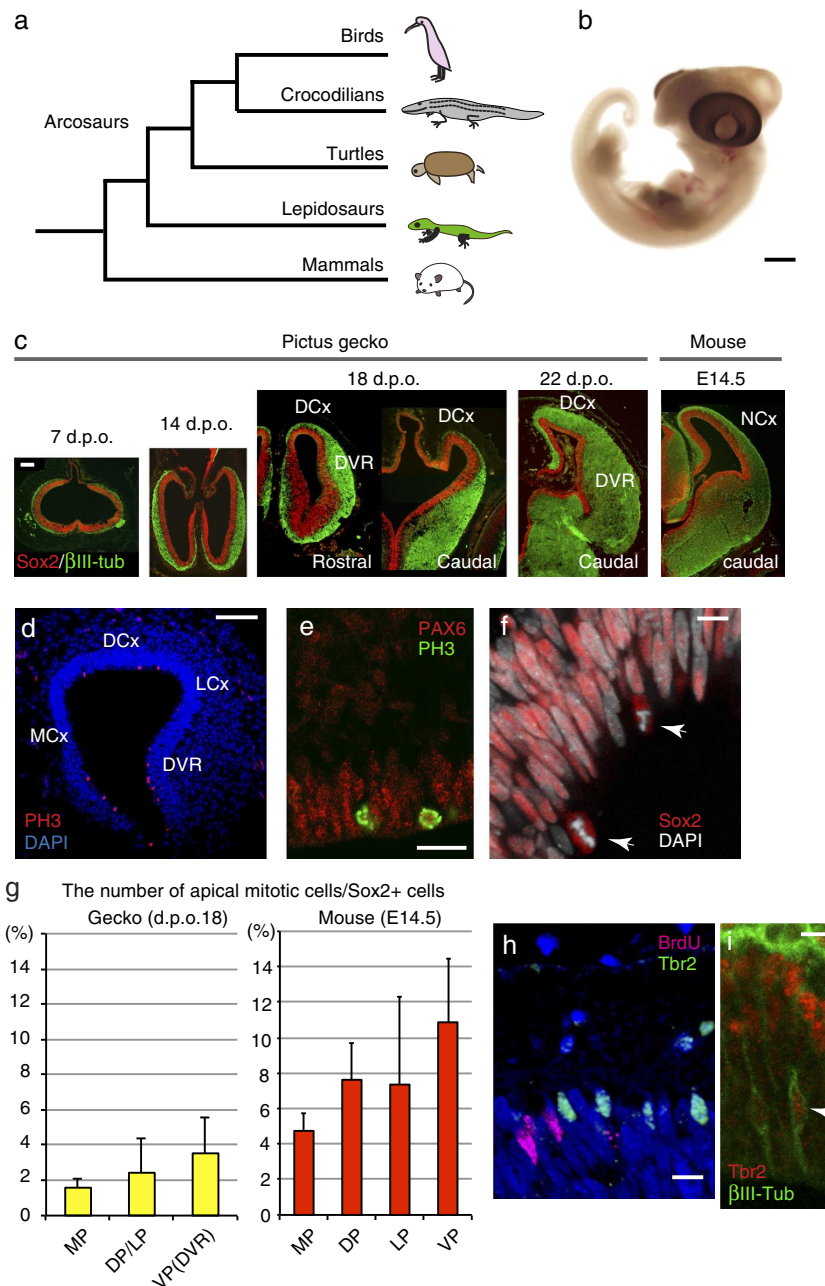 a
Birds
Crocodilians
Arcosaurs
Turtles
Lepidosaurs
Mammals
b
c
Pictus gecko
Mouse
7 d.p.o.
14 d.p.o.
18 d.p.o.
22 d.p.o.
E14.5
DCx
DCx
DCx
NCx
DVR
DVR
Sox2/βIII-tub
Rostral
Caudal
Caudal
caudal
d
DCx
LCx
MCx
DVR
PH3
DAPI
e
PAX6
PH3
f
Sox2
DAPI
g
The number of apical mitotic cells/Sox2+ cells
Gecko (d.p.o.18)
Mouse (E14.5)
(%)
14
12
10
8
6
4
2
0
MP
DP/LP
VP(DVR)
(%)
14
12
10
8
6
4
2
0
MP
DP
LP
VP
h
BrdU
Tbr2
i
Tbr2
βIII-Tub